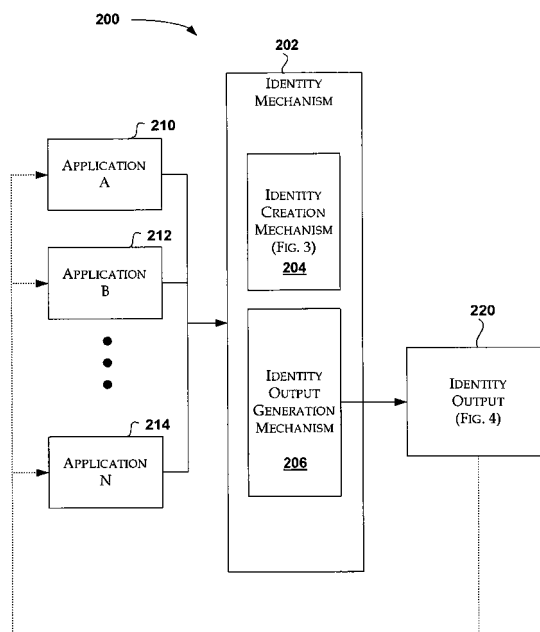 200
202
IDENTITY
MECHANISM
210
APPLICATION
A
212
APPLICATION
B
214
APPLICATION
N
IDENTITY
CREATION
MECHANISM
(FIG. 3)
204
IDENTITY
OUTPUT
GENERATION
MECHANISM
206
220
IDENTITY
OUTPUT
(FIG. 4)